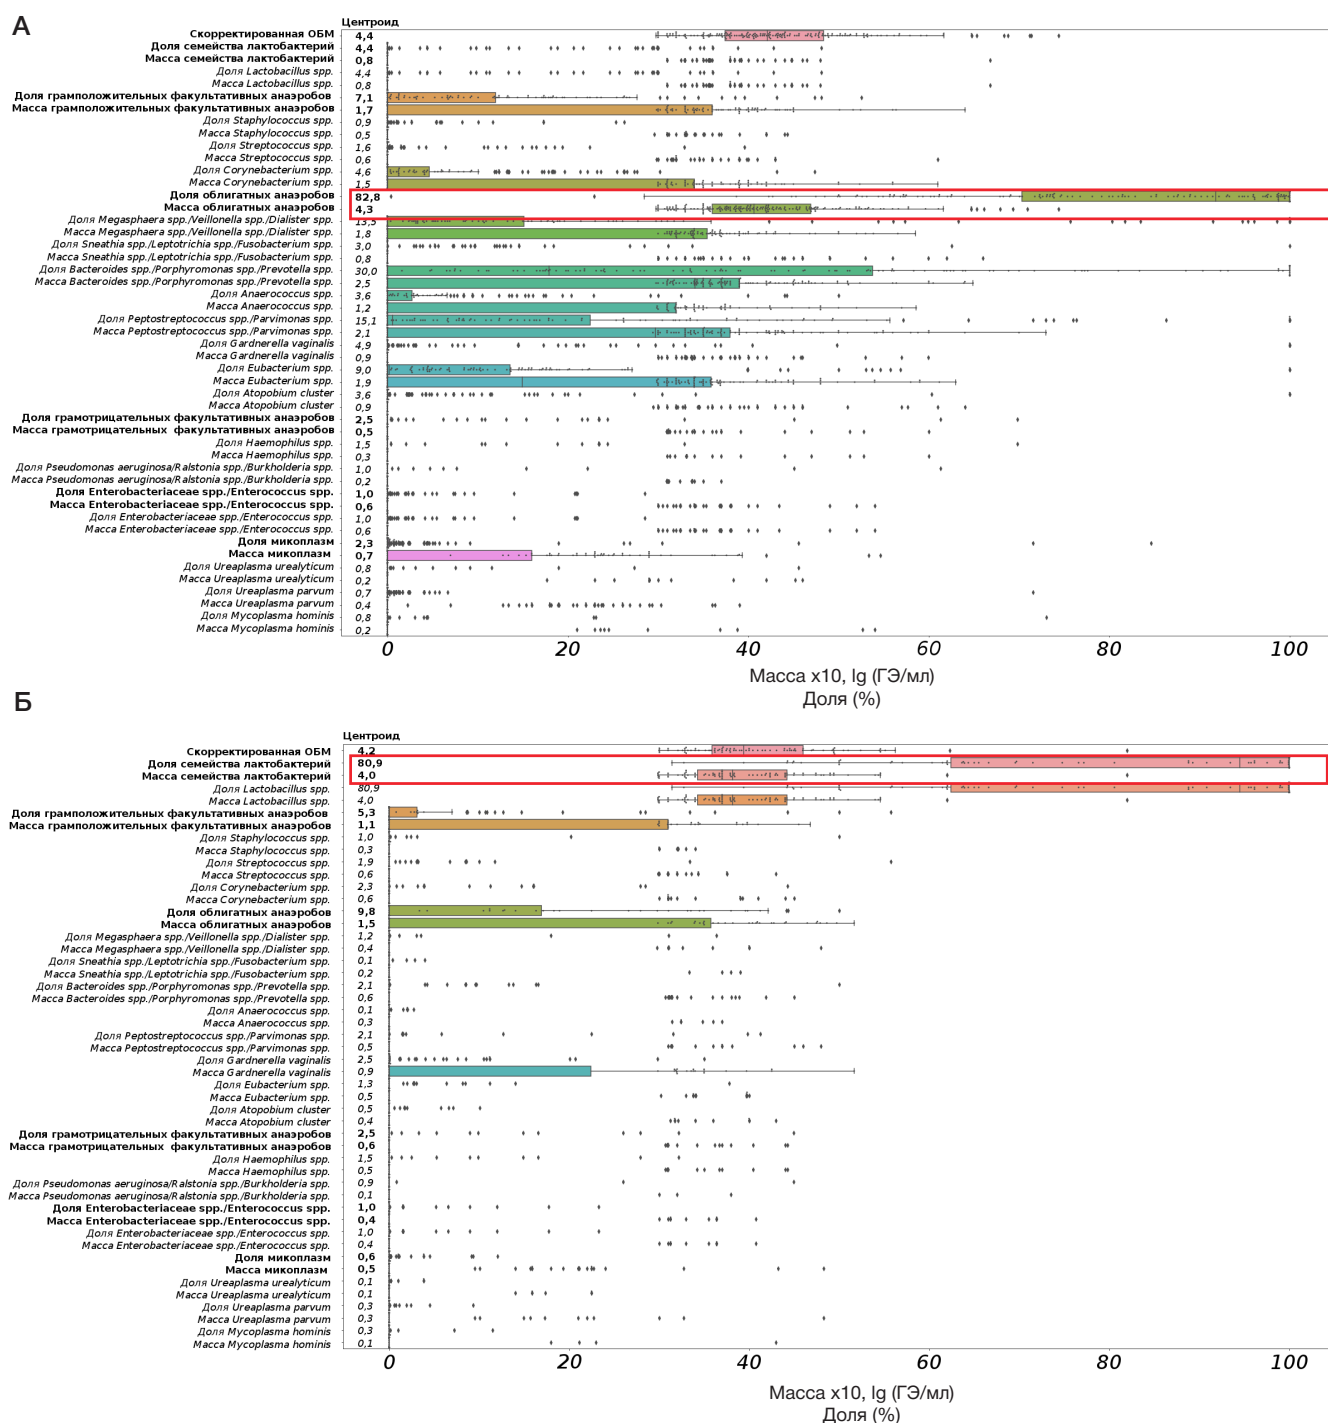 А
Центроид
Скорректированная ОБМ 4,4
Доля семейства лактобактерий 4,4
Масса семейства лактобактерий 0,8
Доля Lactobacillus spp. 4,4
Масса Lactobacillus spp. 0,8
Доля грамположительных факультативных анаэробов 7,1
Масса грамположительных факультативных анаэробов 1,7
Доля Staphylococcus spp. 0,9
Масса Staphylococcus spp. 0,5
Доля Streptococcus spp. 1,6
Масса Streptococcus spp. 0,6
Доля Corynebacterium spp. 4,6
Масса Corynebacterium spp. 1,5
Доля облигатных анаэробов 82,8
Масса облигатных анаэробов 4,3
Доля Megasphaera spp./Veillonella spp./Dialister spp. 13,5
Масса Megasphaera spp./Veillonella spp./Dialister spp. 1,8
Доля Sneathia spp./Leptotrichia spp./Fusobacterium spp. 3,0
Масса Sneathia spp./Leptotrichia spp./Fusobacterium spp. 0,8
Доля Bacteroides spp./Porphyromonas spp./Prevotella spp. 30,0
Масса Bacteroides spp./Porphyromonas spp./Prevotella spp. 2,5
Доля Anaerococcus spp. 3,6
Масса Anaerococcus spp. 1,2
Доля Peptostreptococcus spp./Parvimonas spp. 15,1
Масса Peptostreptococcus spp./Parvimonas spp. 2,1
Доля Gardnerella vaginalis 4,9
Масса Gardnerella vaginalis 0,9
Доля Eubacterium spp. 9,0
Масса Eubacterium spp. 1,9
Доля Atopobium cluster 3,6
Масса Atopobium cluster 0,9
Доля грамотрицательных факультативных анаэробов 2,5
Масса грамотрицательных факультативных анаэробов 0,5
Доля Haemophilus spp. 1,5
Масса Haemophilus spp. 0,3
Доля Pseudomonas aeruginosa/Ralstonia spp./Burkholderia spp. 1,0
Масса Pseudomonas aeruginosa/Ralstonia spp./Burkholderia spp. 0,2
Доля Enterobacteriaceae spp./Enterococcus spp. 1,0
Масса Enterobacteriaceae spp./Enterococcus spp. 0,6
Доля Enterobacteriaceae spp./Enterococcus spp. 1,0
Масса Enterobacteriaceae spp./Enterococcus spp. 0,6
Доля микоплазм 2,3
Масса микоплазм 0,7
Доля Ureaplasma urealyticum 0,8
Масса Ureaplasma urealyticum 0,2
Доля Ureaplasma parvum 0,7
Масса Ureaplasma parvum 0,4
Доля Mycoplasma hominis 0,8
Масса Mycoplasma hominis 0,2
0 20 40 60 80 100
Масса х10, lg (ГЭ/мл)
Доля (%)
Б
Центроид
Скорректированная ОБМ 4,2
Доля семейства лактобактерий 80,9
Масса семейства лактобактерий 4,0
Доля Lactobacillus spp. 80,9
Масса Lactobacillus spp. 4,0
Доля грамположительных факультативных анаэробов 5,3
Масса грамположительных факультативных анаэробов 1,1
Доля Staphylococcus spp. 1,0
Масса Staphylococcus spp. 0,3
Доля Streptococcus spp. 1,9
Масса Streptococcus spp. 0,6
Доля Corynebacterium spp. 2,3
Масса Corynebacterium spp. 0,6
Доля облигатных анаэробов 9,8
Масса облигатных анаэробов 1,5
Доля Megasphaera spp./Veillonella spp./Dialister spp. 1,2
Масса Megasphaera spp./Veillonella spp./Dialister spp. 0,4
Доля Sneathia spp./Leptotrichia spp./Fusobacterium spp. 0,1
Масса Sneathia spp./Leptotrichia spp./Fusobacterium spp. 0,2
Доля Bacteroides spp./Porphyromonas spp./Prevotella spp. 2,1
Масса Bacteroides spp./Porphyromonas spp./Prevotella spp. 0,6
Доля Anaerococcus spp. 0,1
Масса Anaerococcus spp. 0,3
Доля Peptostreptococcus spp./Parvimonas spp. 2,1
Масса Peptostreptococcus spp./Parvimonas spp. 0,5
Доля Gardnerella vaginalis 2,5
Масса Gardnerella vaginalis 0,9
Доля Eubacterium spp. 1,3
Масса Eubacterium spp. 0,5
Доля Atopobium cluster 0,5
Масса Atopobium cluster 0,4
Доля грамотрицательных факультативных анаэробов 2,5
Масса грамотрицательных факультативных анаэробов 0,6
Доля Haemophilus spp. 1,5
Масса Haemophilus spp. 0,5
Доля Pseudomonas aeruginosa/Ralstonia spp./Burkholderia spp. 0,9
Масса Pseudomonas aeruginosa/Ralstonia spp./Burkholderia spp. 0,1
Доля Enterobacteriaceae spp./Enterococcus spp. 1,0
Масса Enterobacteriaceae spp./Enterococcus spp. 0,4
Доля Enterobacteriaceae spp./Enterococcus spp. 1,0
Масса Enterobacteriaceae spp./Enterococcus spp. 0,4
Доля микоплазм 0,6
Масса микоплазм 0,5
Доля Ureaplasma urealyticum 0,1
Масса Ureaplasma urealyticum 0,1
Доля Ureaplasma parvum 0,3
Масса Ureaplasma parvum 0,3
Доля Mycoplasma hominis 0,3
Масса Mycoplasma hominis 0,1
0 20 40 60 80 100
Масса х10, lg (ГЭ/мл)
Доля (%)